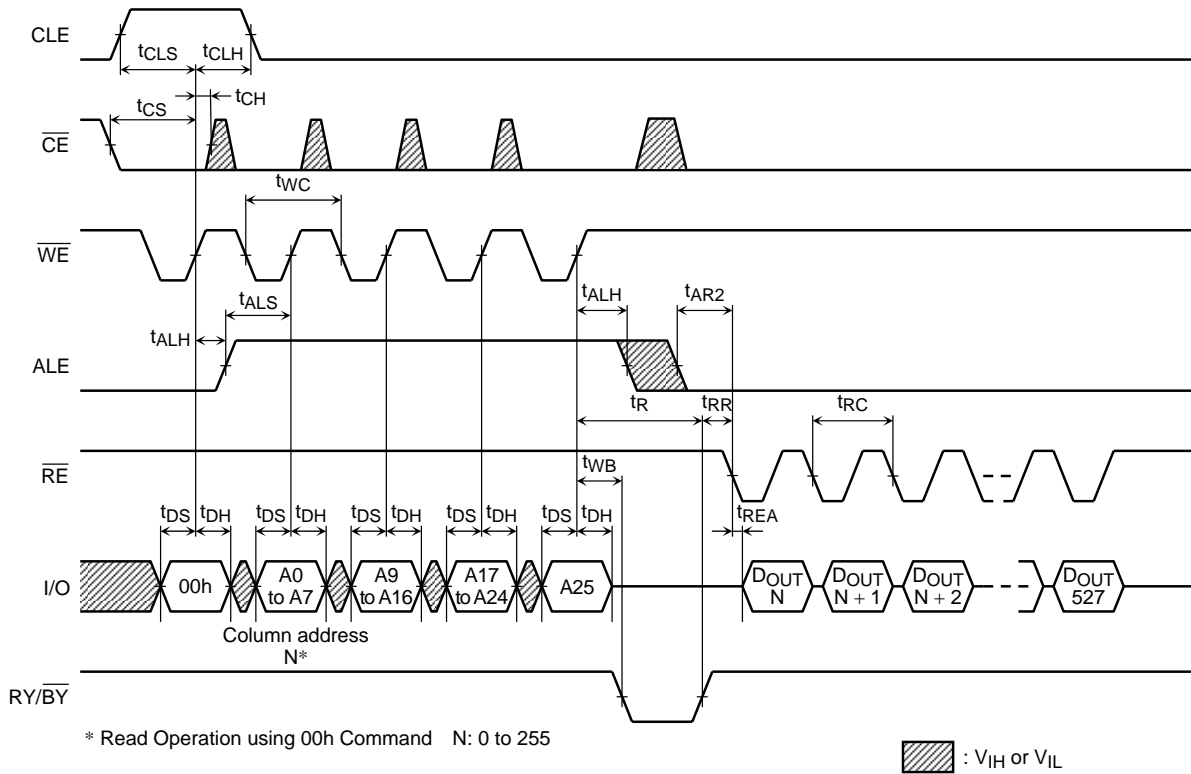 CLE
tCLS tCLH
tCS tCH
CE
tWC
WE
tALS tALH tAR2
tALH
ALE
tR tRR tRC
RE
tWB
tREA
tDS tDH tDS tDH tDS tDH tDS tDH tDS tDH
I/O
00h
A0 to A7
A9 to A16
A17 to A24
A25
DOUT N
DOUT N + 1
DOUT N + 2
DOUT 527
Column address
N*
RY/BY
* Read Operation using 00h Command N: 0 to 255
: VIH or VIL